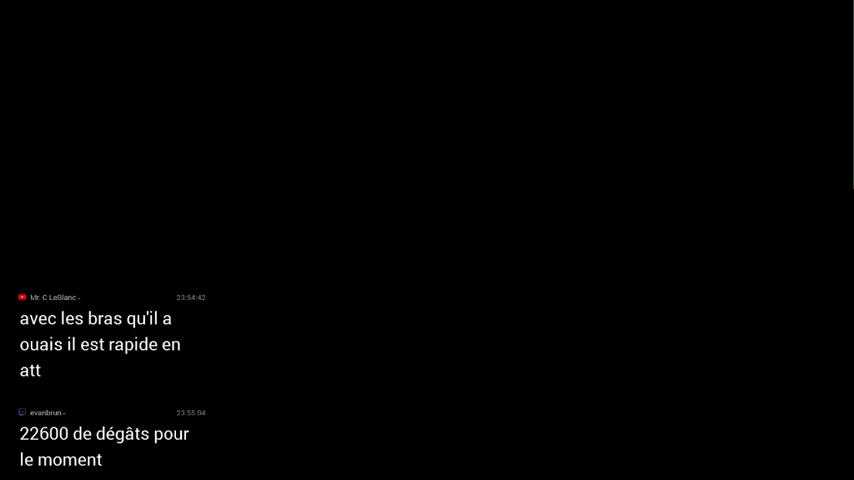 Mr. C LeBlanc - 23:54:42
avec les bras qu'il a
ouais il est rapide en
att
evanbrun - 23:55:04
22600 de dégâts pour
le moment